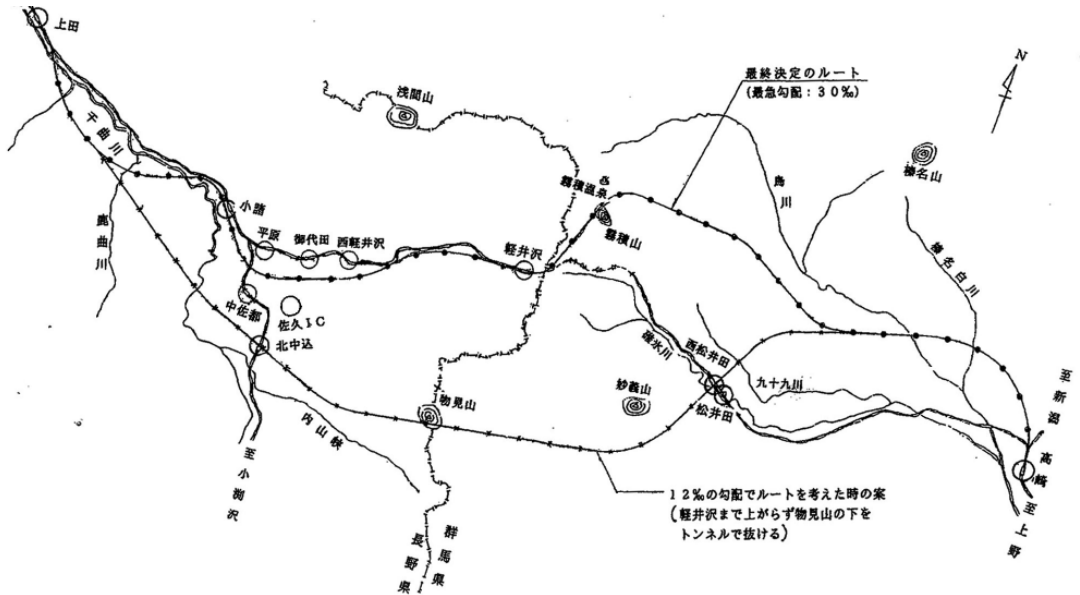 上田
浅間山
最終決定のルート
(最急勾配：30‰)
N
千曲川
榛名山
鹿曲川
小諸
平原
御代田
西軽井沢
軽井沢
霧積温泉
霧積山
烏川
榛名白川
中佐都
佐久IC
北中込
碓氷川
西松井田
松井田
九十九川
妙義山
物見山
内山峡
至小渕沢
至新潟
高崎
至上野
12‰の勾配でルートを考えた時の案
(軽井沢まで上がらず物見山の下を
トンネルで抜ける)
長野県
群馬県